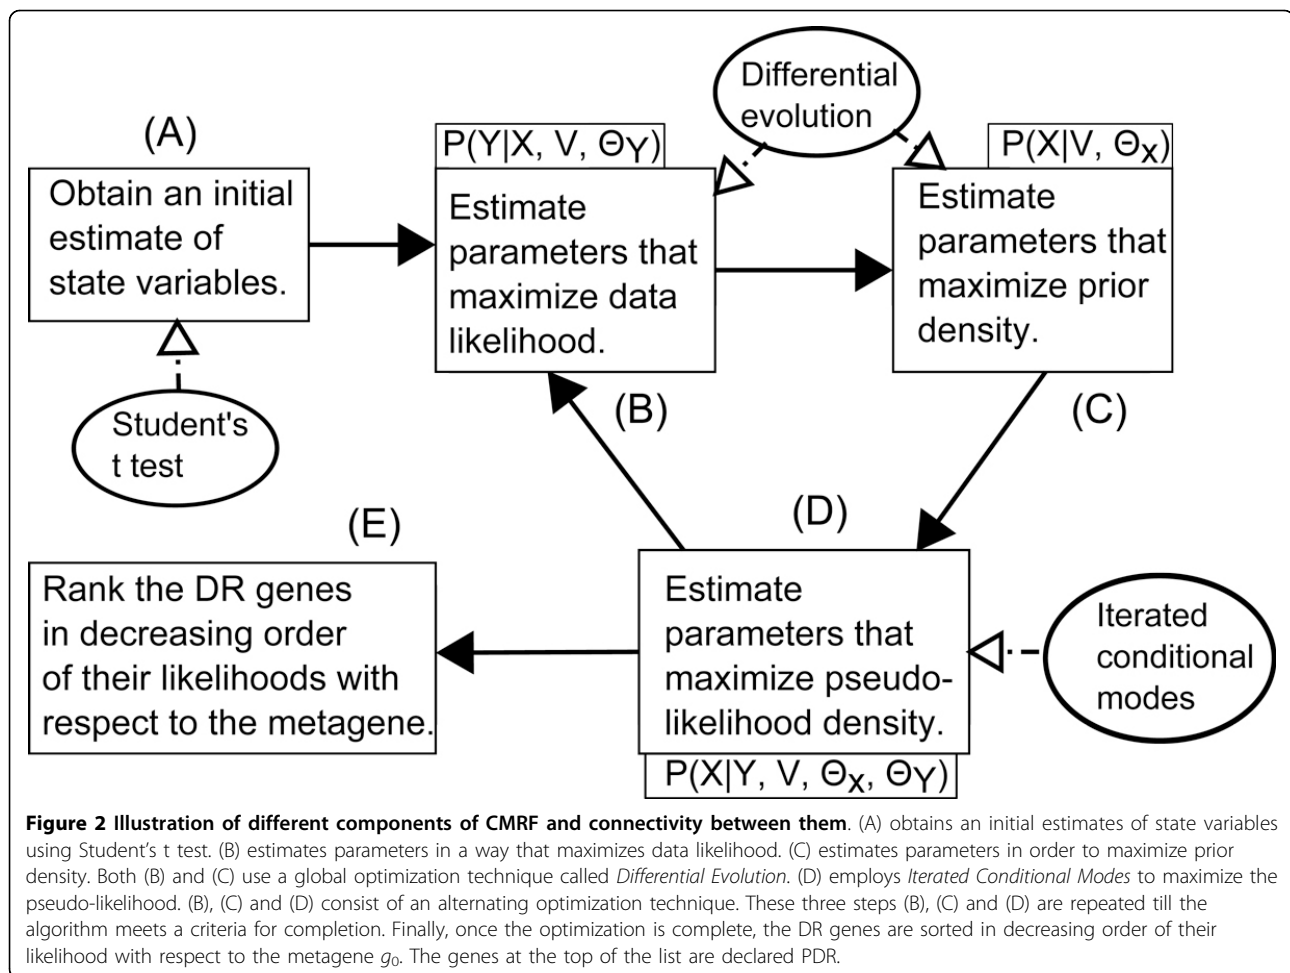 Differential
evolution
(A)
P(Y|X, V, ΘY)
P(X|V, Θx)
Obtain an initial
estimate of
state variables.
Estimate
parameters that
maximize data
likelihood.
Estimate
parameters that
maximize prior
density.
Student's
t test
(B)
(C)
(D)
(E)
Rank the DR genes
in decreasing order
of their likelihoods with
respect to the metagene.
Estimate
parameters that
maximize pseudo-
likelihood density.
Iterated
conditional
modes
P(X|Y, V, Θx, ΘY)
Figure 2 Illustration of different components of CMRF and connectivity between them. (A) obtains an initial estimates of state variables
using Student's t test. (B) estimates parameters in a way that maximizes data likelihood. (C) estimates parameters in order to maximize prior
density. Both (B) and (C) use a global optimization technique called Differential Evolution. (D) employs Iterated Conditional Modes to maximize the
pseudo-likelihood. (B), (C) and (D) consist of an alternating optimization technique. These three steps (B), (C) and (D) are repeated till the
algorithm meets a criteria for completion. Finally, once the optimization is complete, the DR genes are sorted in decreasing order of their
likelihood with respect to the metagene g0. The genes at the top of the list are declared PDR.